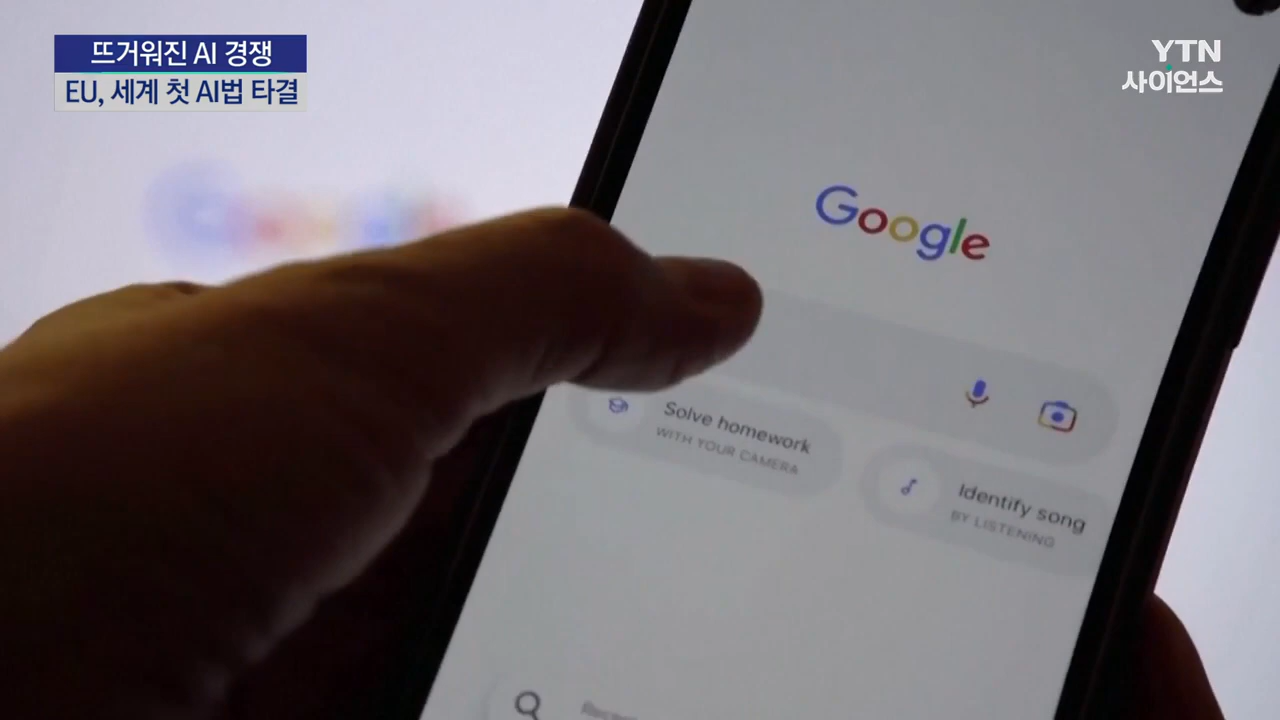 뜨거워진 AI 경쟁
EU, 세계 첫 AI법 타결
YTN
사이언스
Google
Solve homework
WITH YOUR CAMERA
Identify song
BY LISTENING